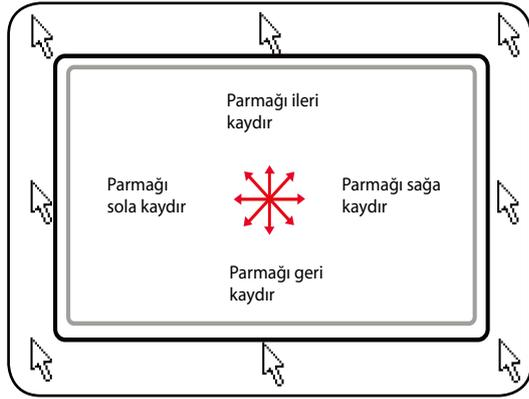 Parmağı ileri
kaydır
Parmağı
sola kaydır
Parmağı sağa
kaydır
Parmağı geri
kaydır